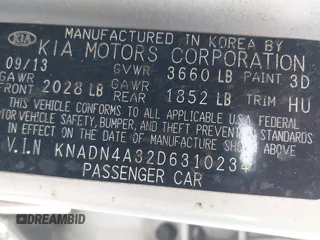 MANUFACTURED IN KOREA BY
KIA KIA MOTORS CORPORATION
09/13 GVWR 3660 LB PAINT 3D
GAWR FRONT 2028 LB GAWR REAR 1852 LB TRIM HU
THIS VEHICLE CONFORMS TO ALL APPLICABLE U.S.A. FEDERAL
MOTOR VEHICLE SAFETY, BUMPER, AND THEFT PREVENTION STANDARDS
IN EFFECT ON THE DATE OF MANUFACTURE SHOWN ABOVE.
V.I.N KNADN4A32D6310234
PASSENGER CAR
DREAMBID